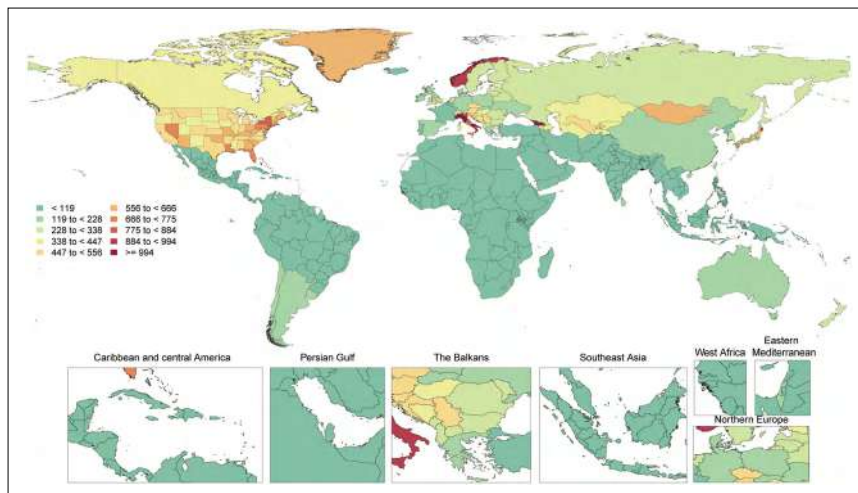 < 119
119 to < 228
228 to < 338
338 to < 447
447 to < 556
556 to < 666
666 to < 775
775 to < 884
884 to < 994
>= 994
Caribbean and central America
Persian Gulf
The Balkans
Southeast Asia
West Africa
Eastern
Mediterranean
Northern Europe